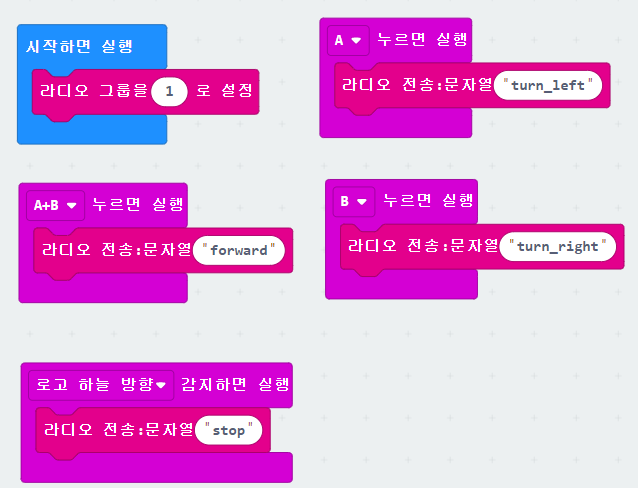 시작하면 실행
라디오 그룹을 1 로 설정
A 누르면 실행
라디오 전송:문자열 "turn_left"
A+B 누르면 실행
라디오 전송:문자열 "forward"
B 누르면 실행
라디오 전송:문자열 "turn_right"
로고 하늘 방향 감지하면 실행
라디오 전송:문자열 "stop"